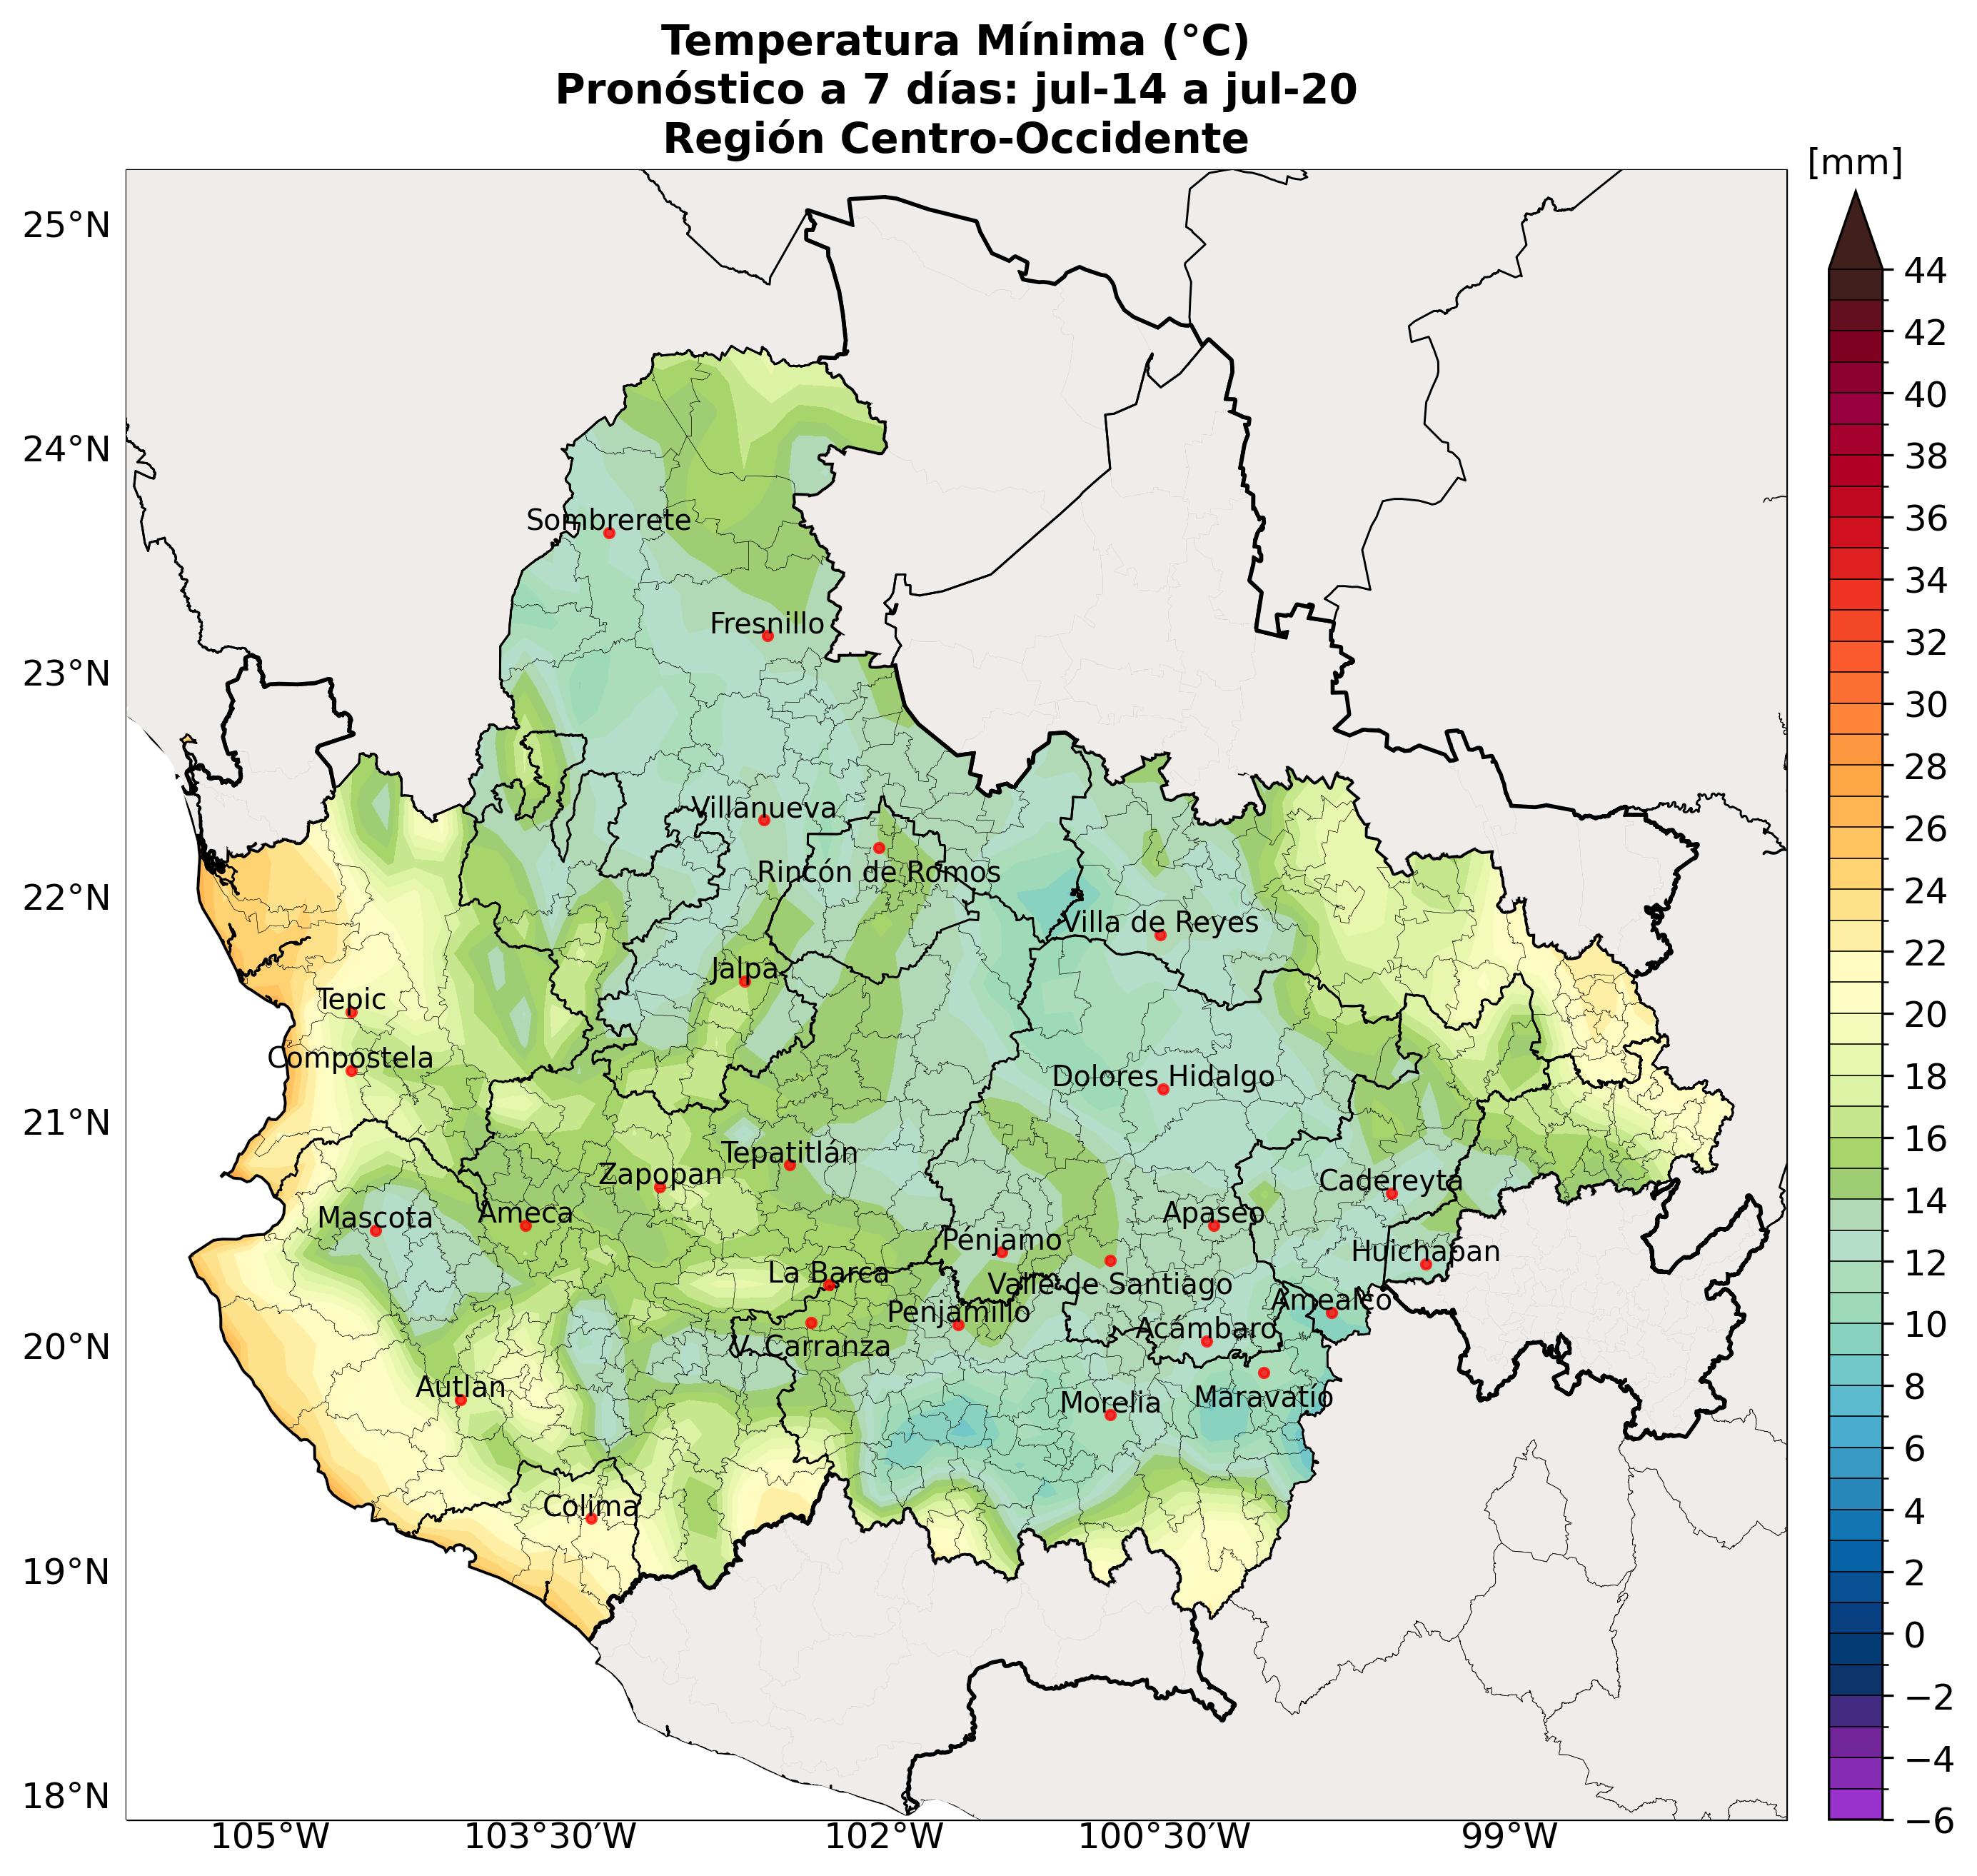 Temperatura Mínima (°C)
Pronóstico a 7 días: jul-14 a jul-20
Región Centro-Occidente
[mm]
25°N
24°N
23°N
22°N
21°N
20°N
19°N
18°N
Sombrerete
Fresnillo
Villanueva
Rincón de Romos
Villa de Reyes
Jalpa
Tepic
Compostela
Dolores Hidalgo
Tepatitlán
Zapopan
Cadereyta
Mascota
Ameca
Apaseo
Pénjamo
Huichapan
La Barca
Valle de Santiago
Amealco
Penjamillo
Acámbaro
V. Carranza
Autlan
Morelia
Maravatío
Colima
105°W
103°30′W
102°W
100°30′W
99°W
44
42
40
38
36
34
32
30
28
26
24
22
20
18
16
14
12
10
8
6
4
2
0
−2
−4
−6